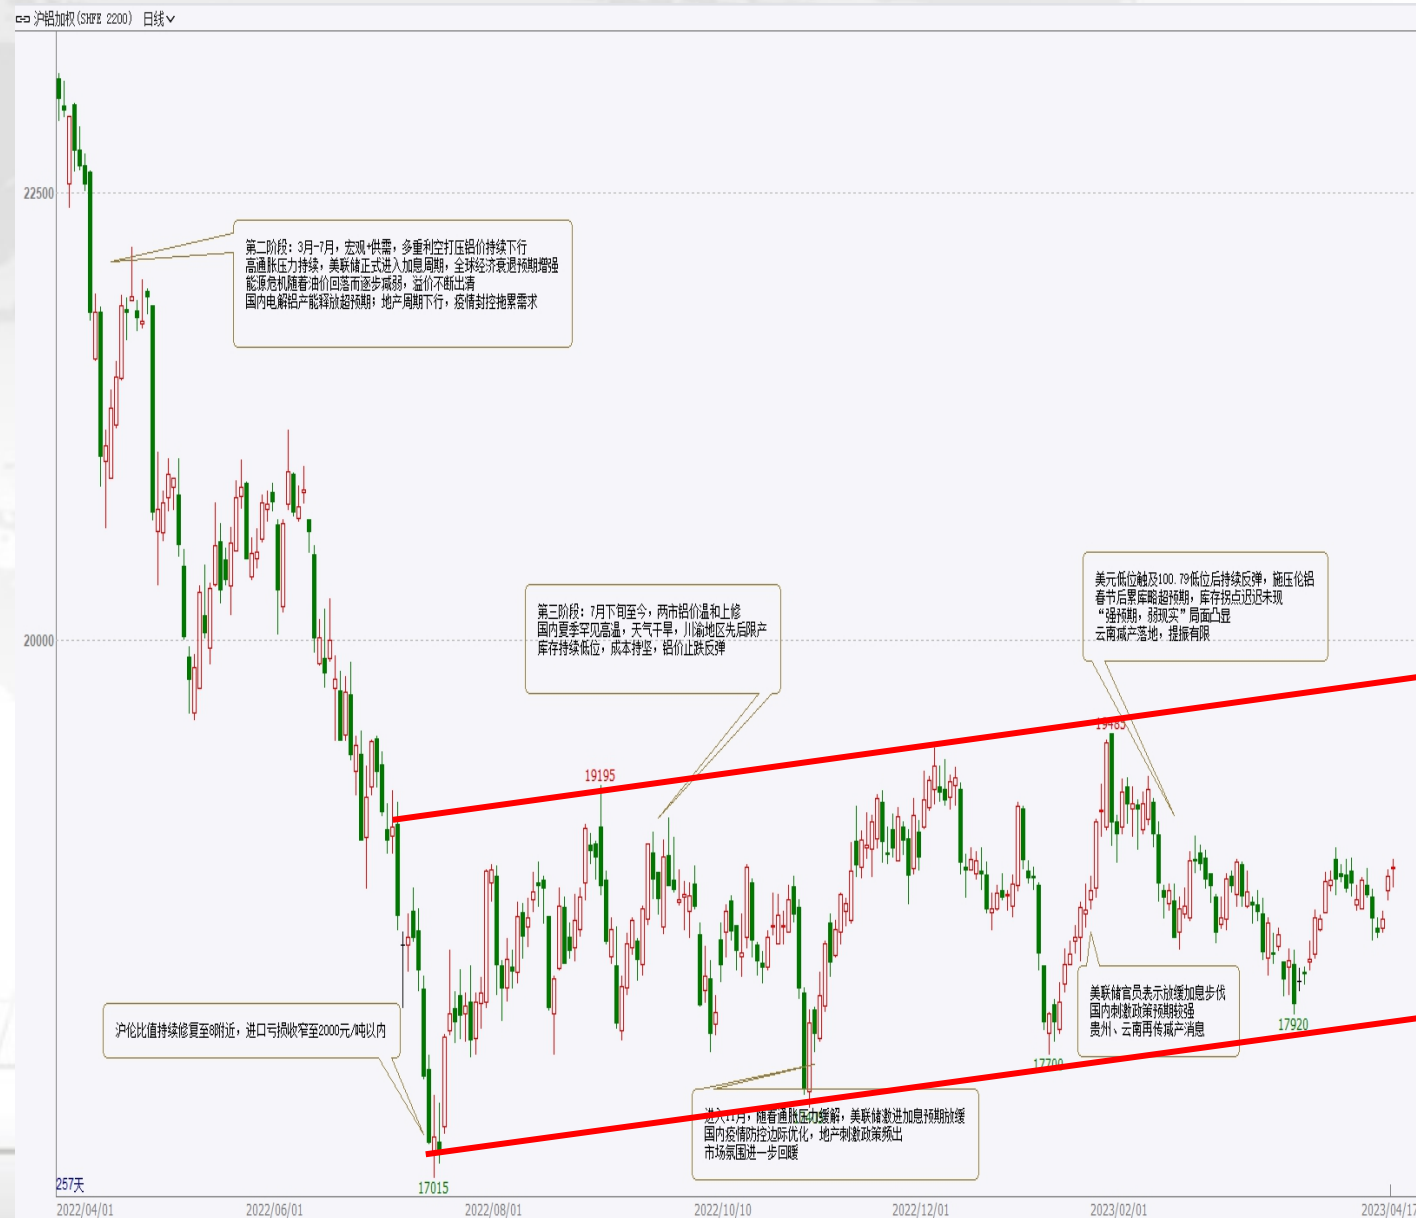 沪铝加权(SHFE 2200) 日线
22500
第二阶段：3月-7月，宏观+供需，多重利空打压铝价持续下行
高通胀压力持续，美联储正式进入加息周期，全球经济衰退预期增强
能源危机随着油价回落而逐步减弱，溢价不断出清
国内电解铝产能释放超预期；地产周期下行，疫情封控拖累需求
20000
第三阶段：7月下旬至今，两市铝价温和上修
国内夏季罕见高温，天气干旱，川渝地区先后限产
库存持续低位，成本持坚，铝价止跌反弹
美元低位触及100.79低位后持续反弹，施压伦铝
春节后累库略超预期，库存拐点迟迟未现
“强预期，弱现实”局面凸显
云南减产落地，提振有限
19485
19195
美联储官员表示放缓加息步伐
国内刺激政策预期较强
贵州、云南再传减产消息
17920
沪伦比值持续修复至8附近，进口亏损收窄至2000元/吨以内
17700
进入11月，随着通胀压力缓解，美联储激进加息预期放缓
国内疫情防控边际优化，地产刺激政策频出
市场氛围进一步回暖
17015
257天
2022/04/01
2022/06/01
2022/08/01
2022/10/10
2022/12/01
2023/02/01
2023/04/17